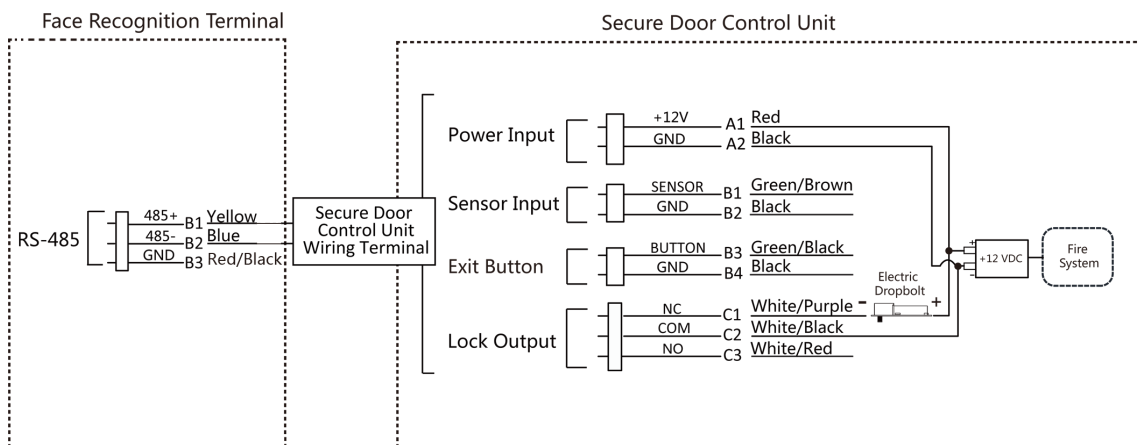 Face Recognition Terminal
Secure Door Control Unit
RS-485
485+ B1 Yellow
485- B2 Blue
GND B3 Red/Black
Secure Door
Control Unit
Wiring Terminal
Power Input
+12V A1 Red
GND A2 Black
Sensor Input
SENSOR B1 Green/Brown
GND B2 Black
Exit Button
BUTTON B3 Green/Black
GND B4 Black
Lock Output
NC C1 White/Purple
COM C2 White/Black
NO C3 White/Red
Electric
Dropbolt
- +
+
+12 VDC
-
Fire
System